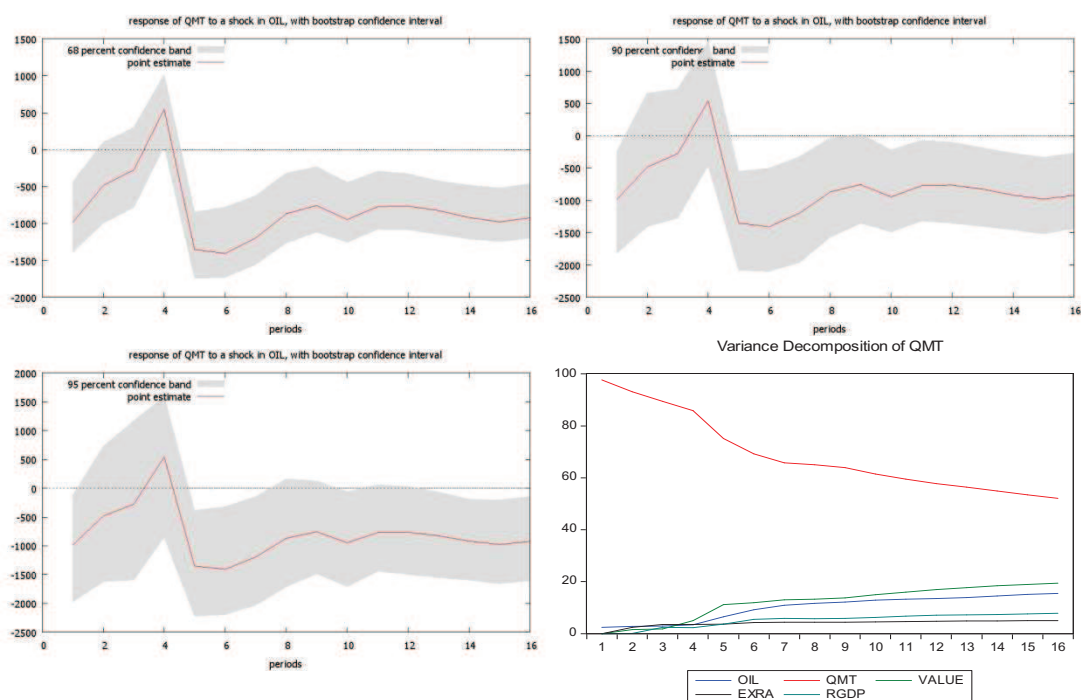 response of QMT to a shock in OIL, with bootstrap confidence interval
1500
1000
500
0
-500
-1000
-1500
-2000
68 percent confidence band
point estimate
0 2 4 6 8 10 12 14 16
periods
response of QMT to a shock in OIL, with bootstrap confidence interval
1500
1000
500
0
-500
-1000
-1500
-2000
-2500
90 percent confidence band
point estimate
0 2 4 6 8 10 12 14 16
periods
response of QMT to a shock in OIL, with bootstrap confidence interval
2000
1500
1000
500
0
-500
-1000
-1500
-2000
-2500
95 percent confidence band
point estimate
0 2 4 6 8 10 12 14 16
periods
Variance Decomposition of QMT
100
80
60
40
20
0
1 2 3 4 5 6 7 8 9 10 11 12 13 14 15 16
OIL QMT VALUE
EXRA RGDP